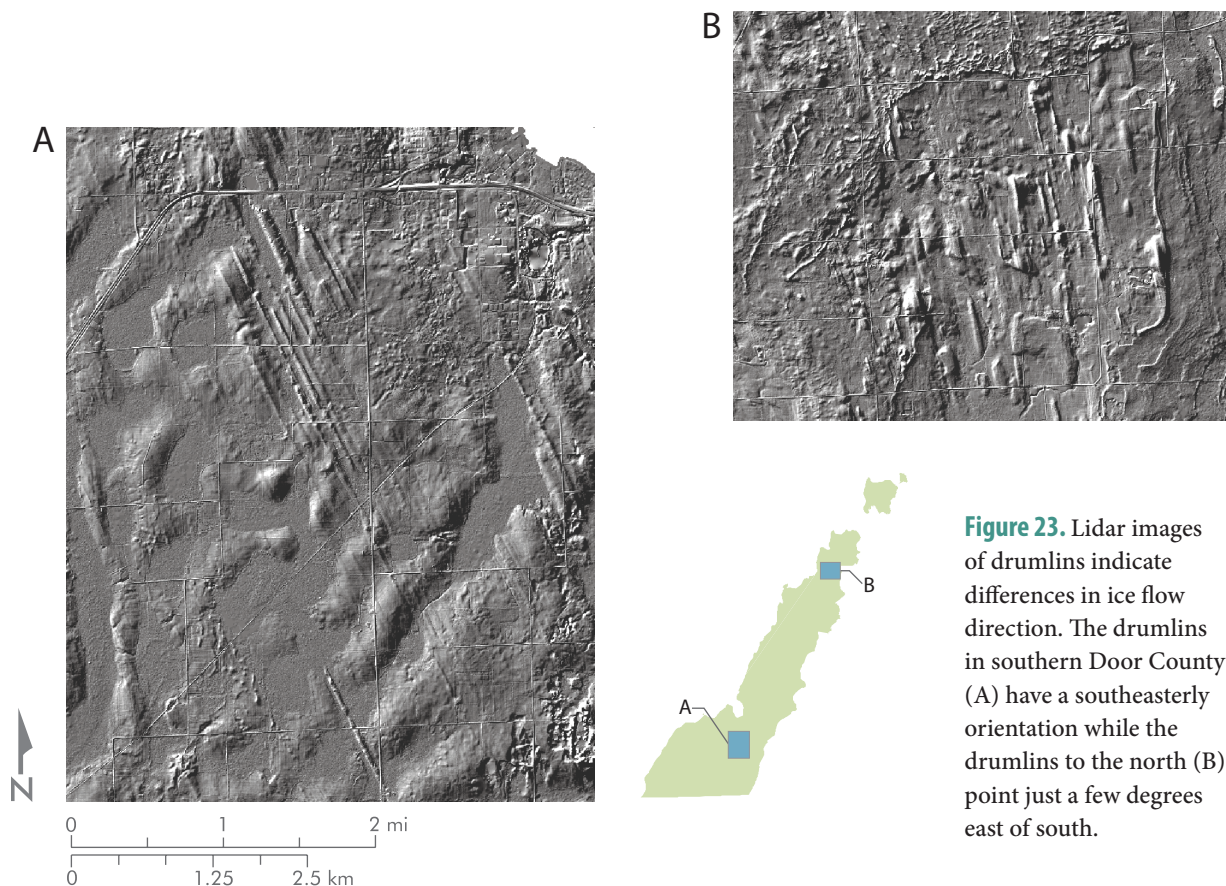 A
B
N
0 1 2 mi
0 1.25 2.5 km
A
B
Figure 23. Lidar images
of drumlins indicate
differences in ice flow
direction. The drumlins
in southern Door County
(A) have a southeasterly
orientation while the
drumlins to the north (B)
point just a few degrees
east of south.